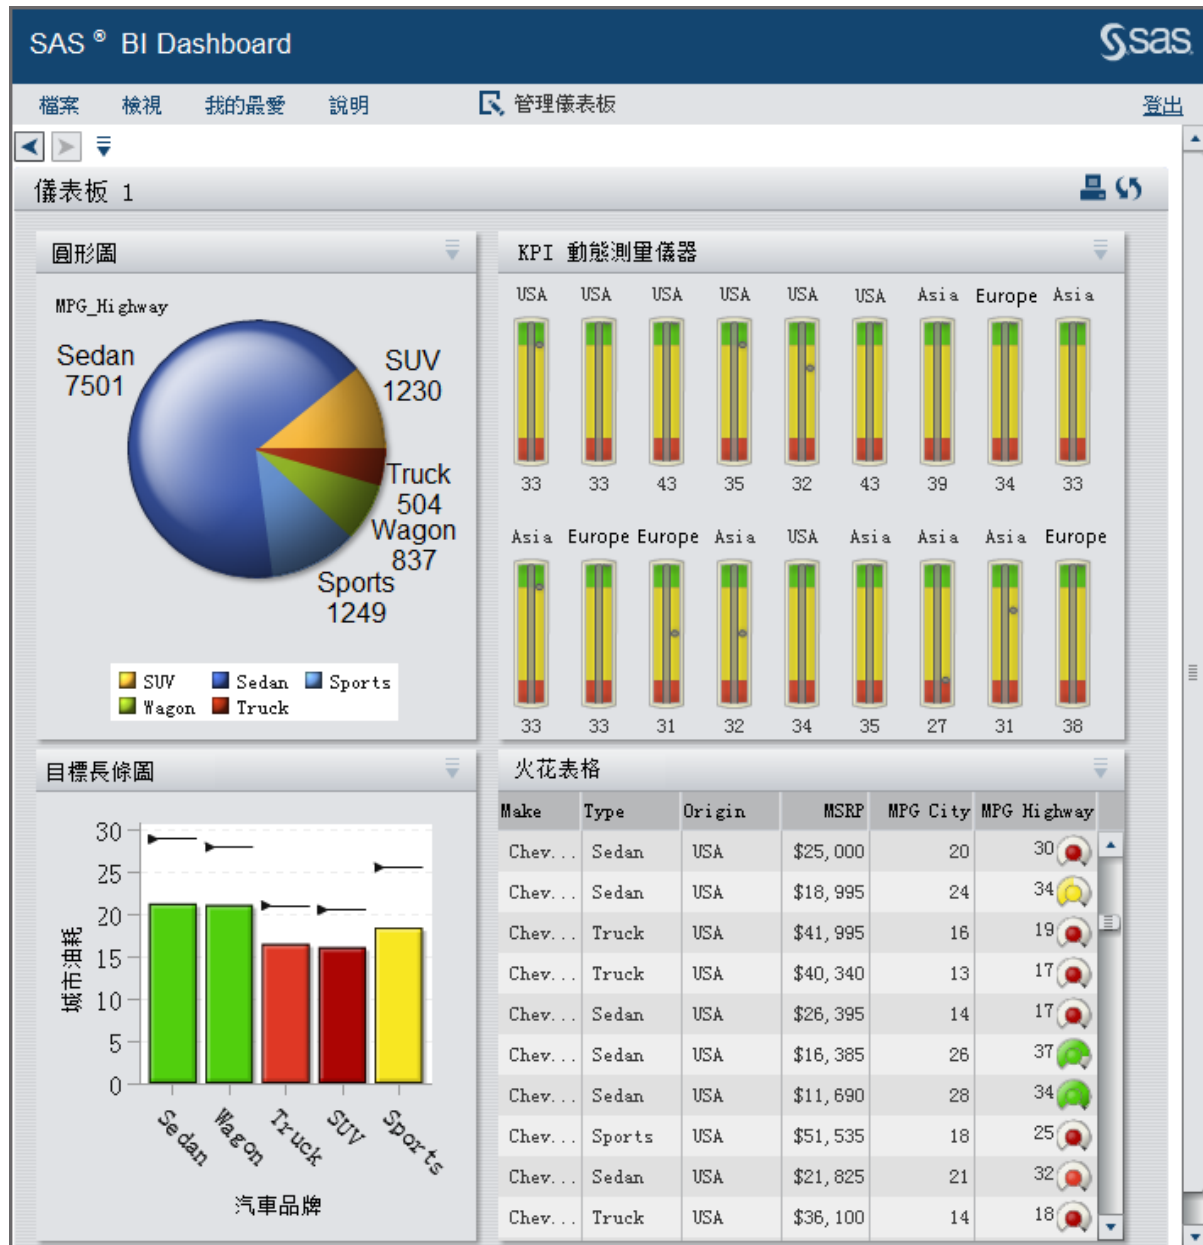 SAS ® BI Dashboard
sas
檔案 檢視 我的最愛 說明 管理儀表板 登出
儀表板 1
圓形圖
MPG_Highway
Sedan
7501
SUV
1230
Truck
504
Wagon
837
Sports
1249
SUV Sedan Sports
Wagon Truck
KPI 動態測量儀器
USA USA USA USA USA USA Asia Europe Asia
33 33 43 35 32 43 39 34 33
Asia Europe Europe Asia USA Asia Asia Asia Europe
33 33 31 32 34 35 27 31 38
目標長條圖
城市油耗
30
25
20
15
10
5
0
Sedan Wagon Truck SUV Sports
汽車品牌
火花表格
Make Type Origin MSRP MPG City MPG Highway
Chev... Sedan USA $25,000 20 30
Chev... Sedan USA $18,995 24 34
Chev... Truck USA $41,995 16 19
Chev... Truck USA $40,340 13 17
Chev... Sedan USA $26,395 14 17
Chev... Sedan USA $16,385 26 37
Chev... Sedan USA $11,690 28 34
Chev... Sports USA $51,535 18 25
Chev... Sedan USA $21,825 21 32
Chev... Truck USA $36,100 14 18